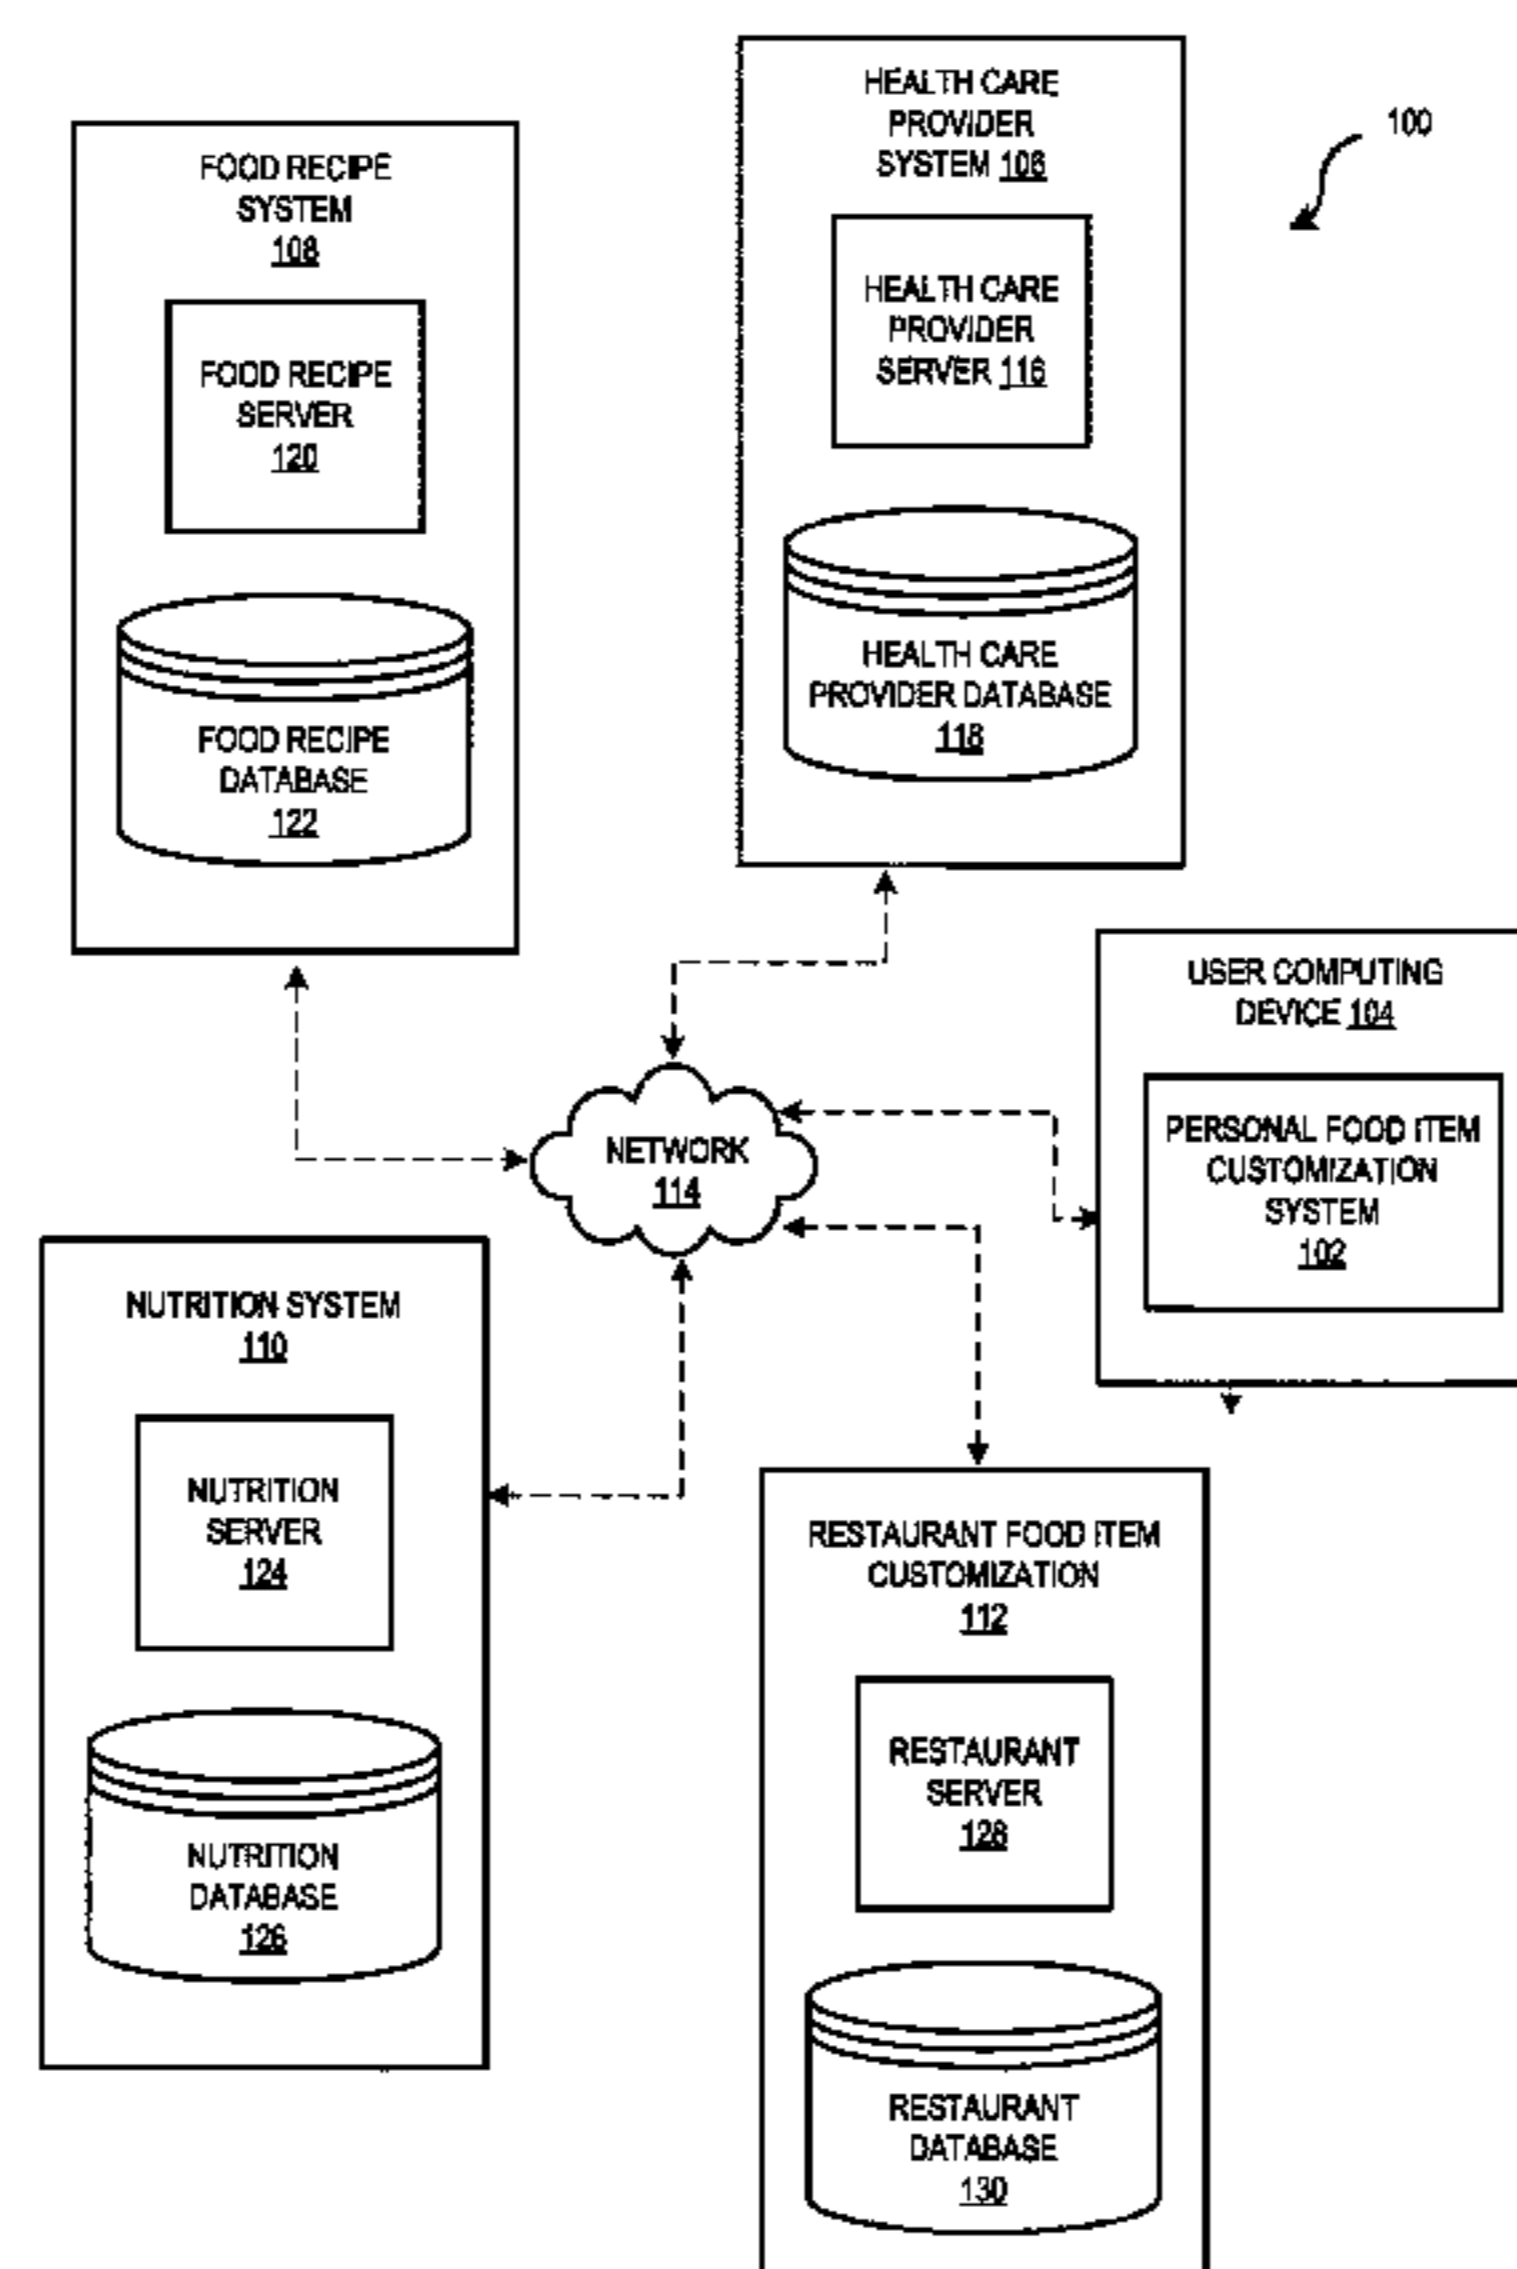 HEALTH CARE
PROVIDER
SYSTEM 106
100
FOOD RECIPE
SYSTEM
108
HEALTH CARE
PROVIDER
SERVER 116
FOOD RECIPE
SERVER
120
HEALTH CARE
PROVIDER DATABASE
118
FOOD RECIPE
DATABASE
122
USER COMPUTING
DEVICE 104
PERSONAL FOOD ITEM
CUSTOMIZATION
SYSTEM
102
NETWORK
114
NUTRITION SYSTEM
110
NUTRITION
SERVER
124
RESTAURANT FOOD ITEM
CUSTOMIZATION
112
RESTAURANT
SERVER
128
NUTRITION
DATABASE
126
RESTAURANT
DATABASE
130